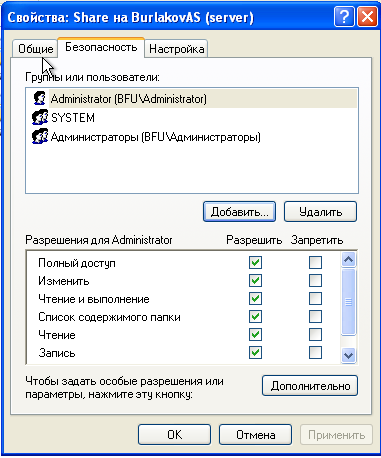 Свойства: Share на BurlakovAS (server)
Общие Безопасность Настройка
Группы или пользователи:
Administrator (BFU\Administrator)
SYSTEM
Администраторы (BFU\Администраторы)
Добавить... Удалить
Разрешения для Administrator Разрешить Запретить
Полный доступ
Изменить
Чтение и выполнение
Список содержимого папки
Чтение
Запись
Чтобы задать особые разрешения или
параметры, нажмите эту кнопку:
Дополнительно
OK Отмена Применить